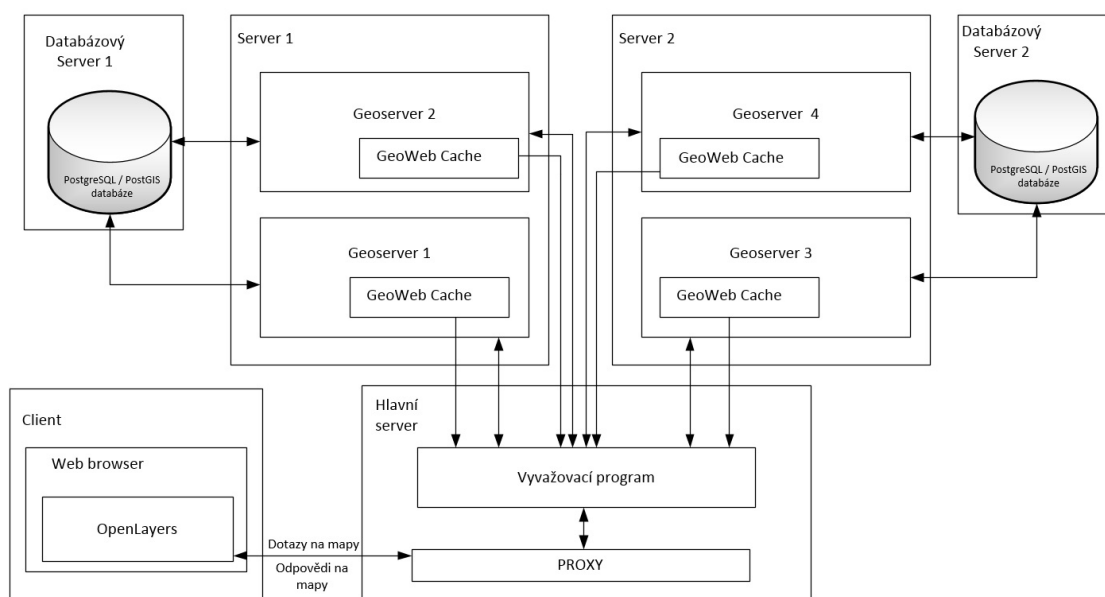 Databázový
Server 1
PostgreSQL / PostGIS
databáze
Server 1
Geoserver 2
GeoWeb Cache
Geoserver 1
GeoWeb Cache
Server 2
Geoserver 4
GeoWeb Cache
Geoserver 3
GeoWeb Cache
Databázový
Server 2
PostgreSQL / PostGIS
databáze
Client
Web browser
OpenLayers
Dotazy na mapy
Odpovědi na
mapy
Hlavní
server
Vyvažovací program
PROXY